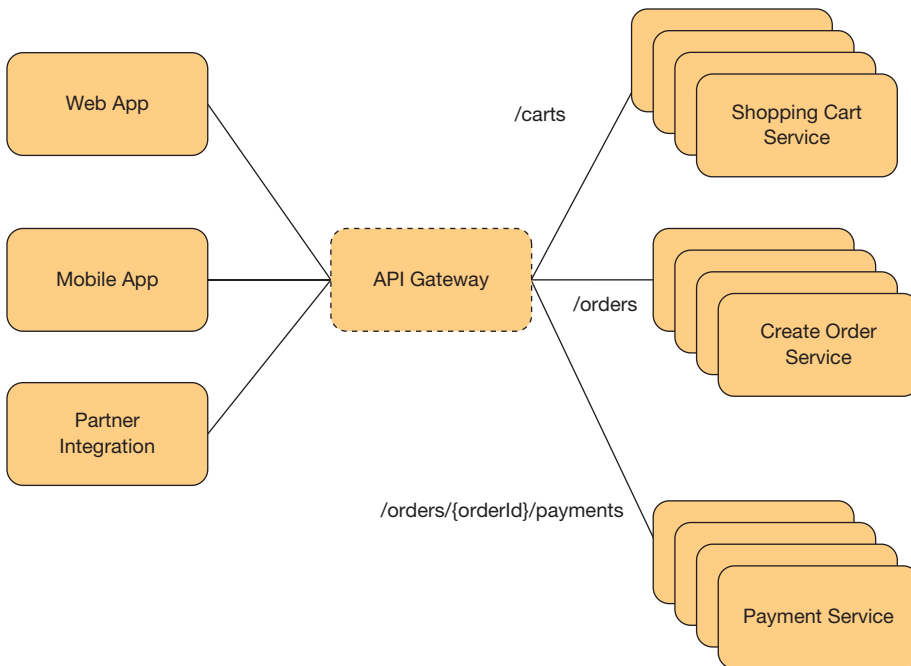 Web App
Mobile App
Partner
Integration
API Gateway
/carts
/orders
/orders/{orderId}/payments
Shopping Cart
Service
Create Order
Service
Payment Service